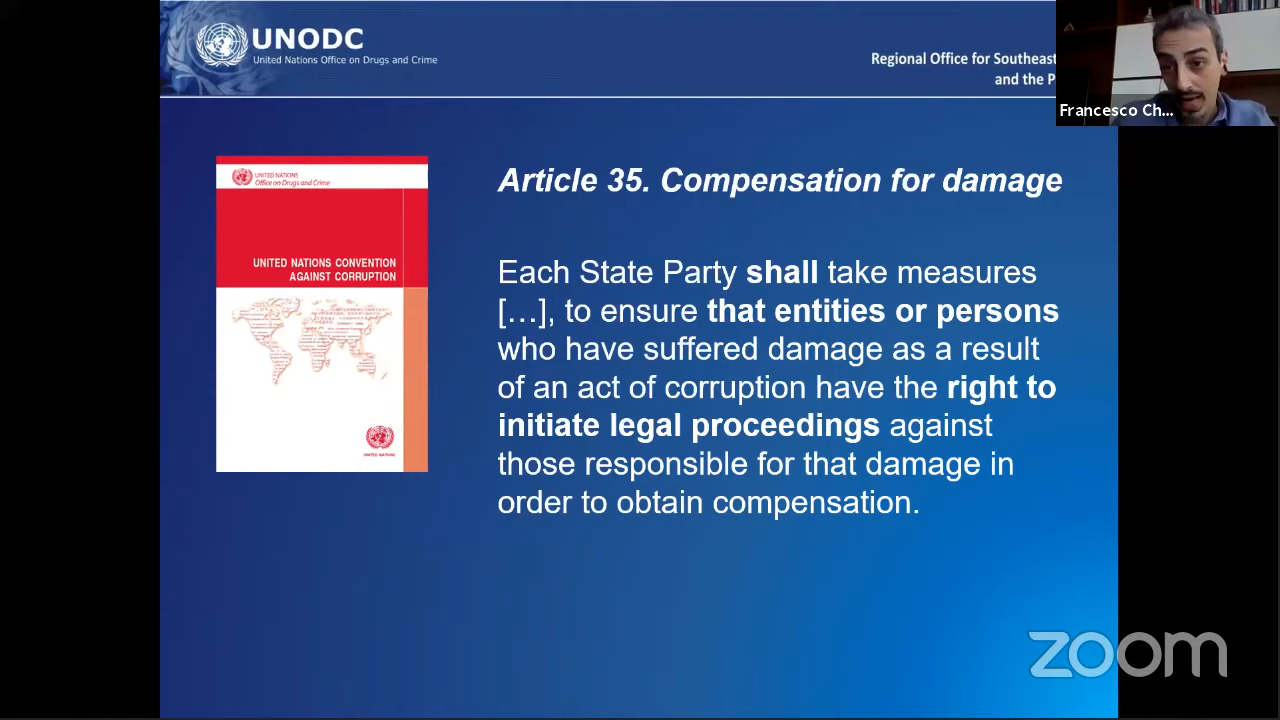 UNODC
United Nations Office on Drugs and Crime
Regional Office for Southeast
and the P
Francesco Ch...
UNITED NATIONS
Office on Drugs and Crime
UNITED NATIONS CONVENTION
AGAINST CORRUPTION
UNITED NATIONS
Article 35. Compensation for damage
Each State Party shall take measures
[…], to ensure that entities or persons
who have suffered damage as a result
of an act of corruption have the right to
initiate legal proceedings against
those responsible for that damage in
order to obtain compensation.
zoom